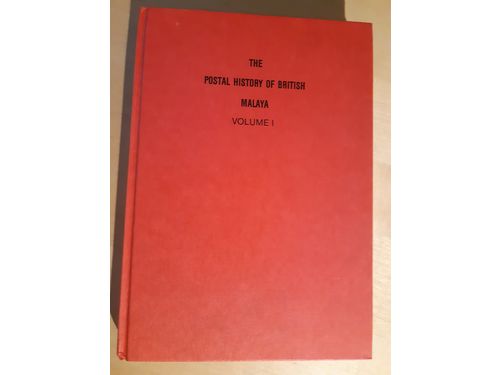 THE
POSTAL HISTORY OF BRITISH
MALAYA
VOLUME I